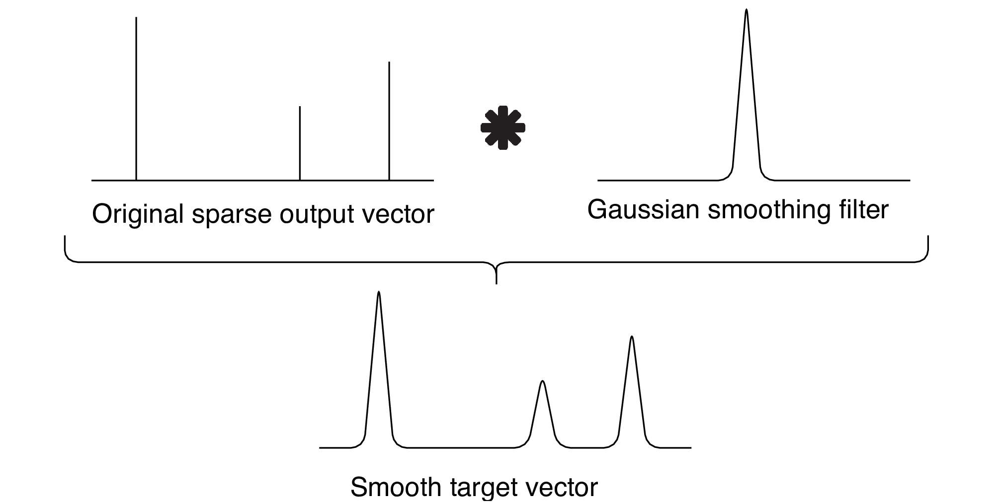 Original sparse output vector
Gaussian smoothing filter
Smooth target vector